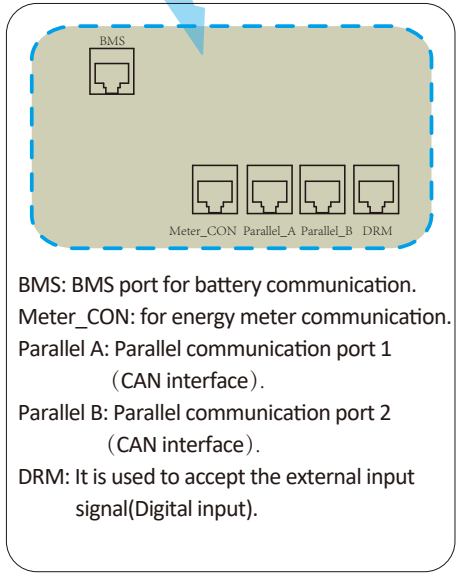 BMS
Meter_CON Parallel_A Parallel_B DRM
BMS: BMS port for battery communication.
Meter_CON: for energy meter communication.
Parallel A: Parallel communication port 1
（CAN interface）.
Parallel B: Parallel communication port 2
（CAN interface）.
DRM: It is used to accept the external input
signal(Digital input).